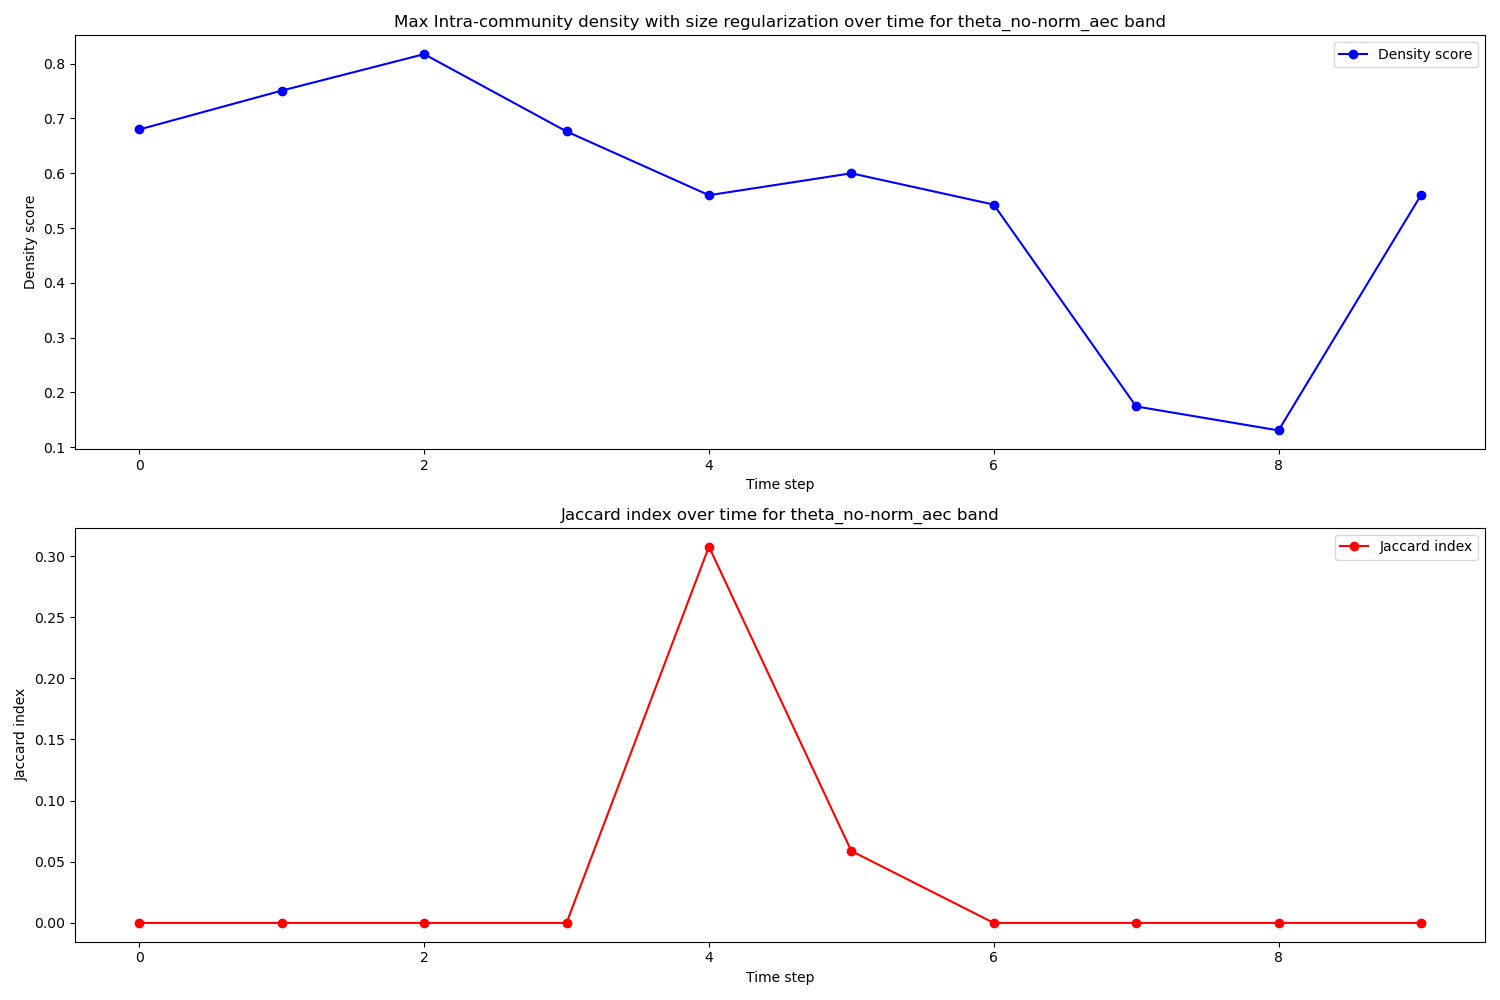 Max Intra-community density with size regularization over time for theta_no-norm_aec band
Density score
Density score
0.8
0.7
0.6
0.5
0.4
0.3
0.2
0.1
0 2 4 6 8
Time step
Jaccard index over time for theta_no-norm_aec band
Jaccard index
Jaccard index
0.30
0.25
0.20
0.15
0.10
0.05
0.00
0 2 4 6 8
Time step